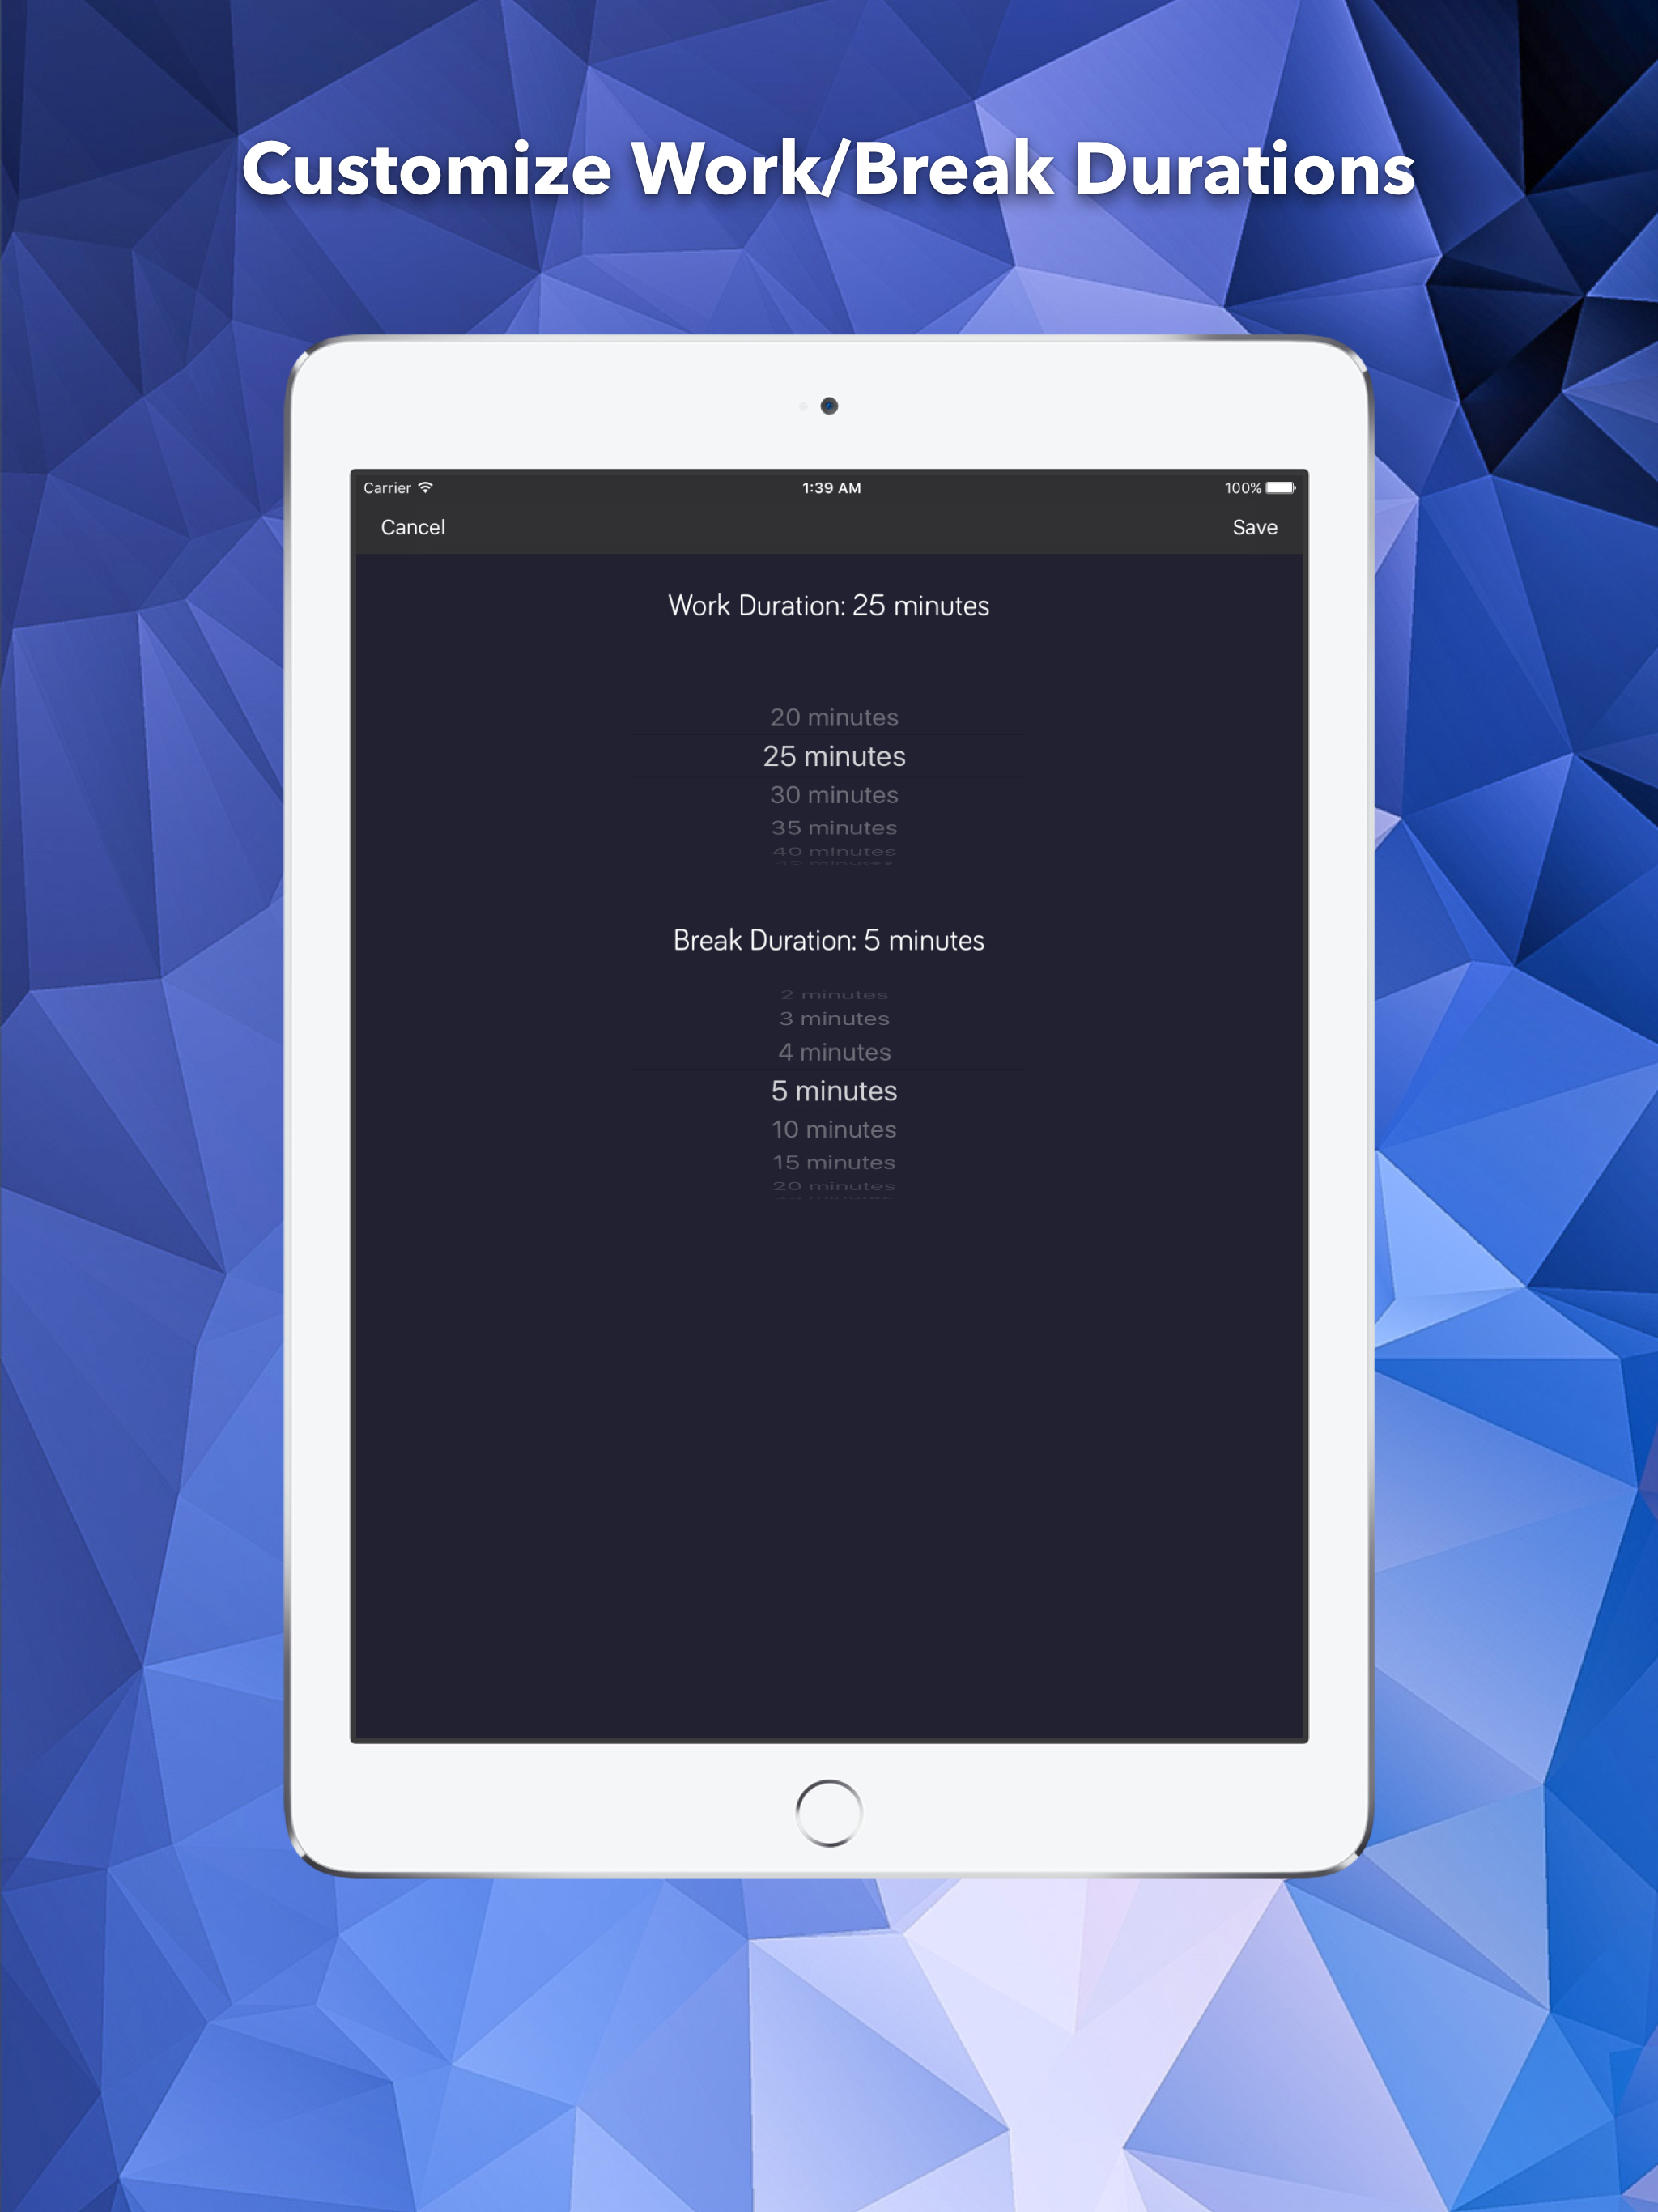 Customize Work/Break Durations
Carrier 1:39 AM 100%
Cancel Save
Work Duration: 25 minutes
20 minutes
25 minutes
30 minutes
35 minutes
40 minutes
Break Duration: 5 minutes
2 minutes
3 minutes
4 minutes
5 minutes
10 minutes
15 minutes
20 minutes